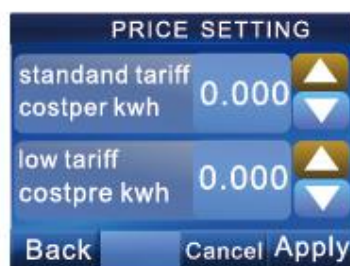 PRICE SETTING
standand tariff
costper kwh
0.000
low tariff
costpre kwh
0.000
Back
Cancel
Apply